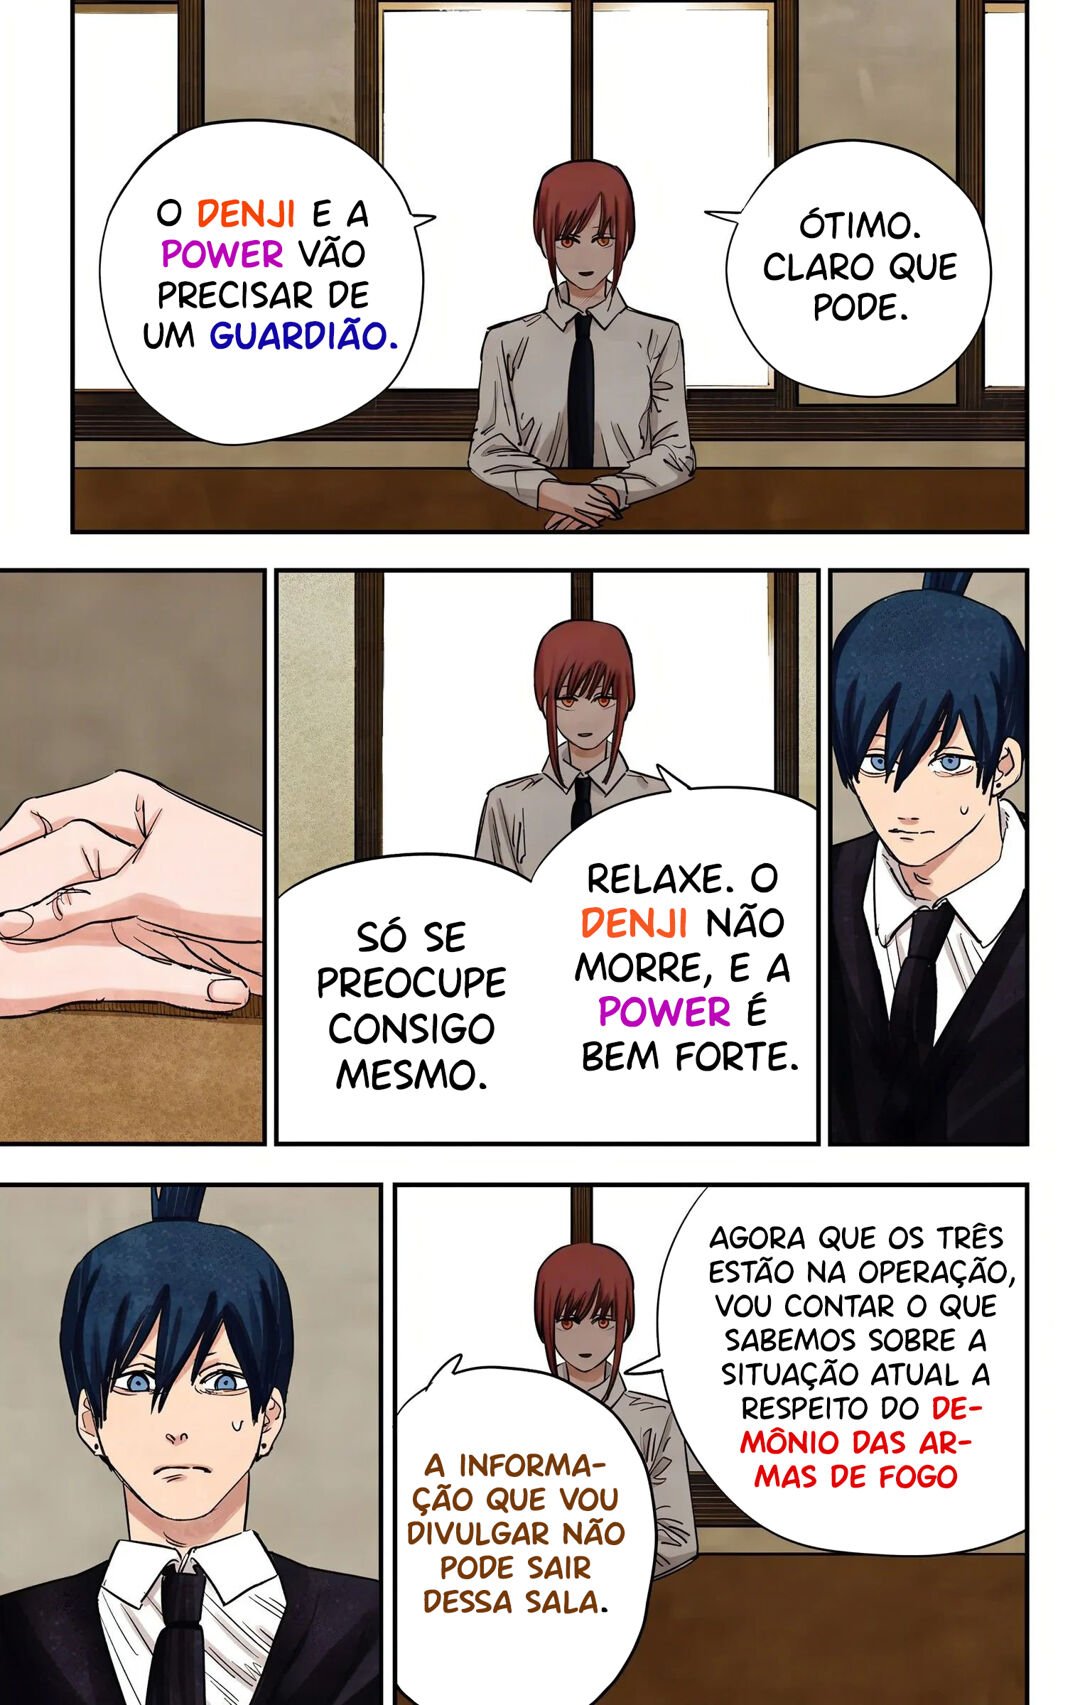 ÓTIMO.
CLARO QUE
PODE.
O DENJI E A
POWER VÃO
PRECISAR DE
UM GUARDIÃO.
RELAXE. O
DENJI NÃO
MORRE, E A
POWER É
BEM FORTE.
SÓ SE
PREOCUPE
CONSIGO
MESMO.
AGORA QUE OS TRÊS
ESTÃO NA OPERAÇÃO,
VOU CONTAR O QUE
SABEMOS SOBRE A
SITUAÇÃO ATUAL A
RESPEITO DO DE-
MÔNIO DAS AR-
MAS DE FOGO
A INFORMA-
ÇÃO QUE VOU
DIVULGAR NÃO
PODE SAIR
DESSA SALA.